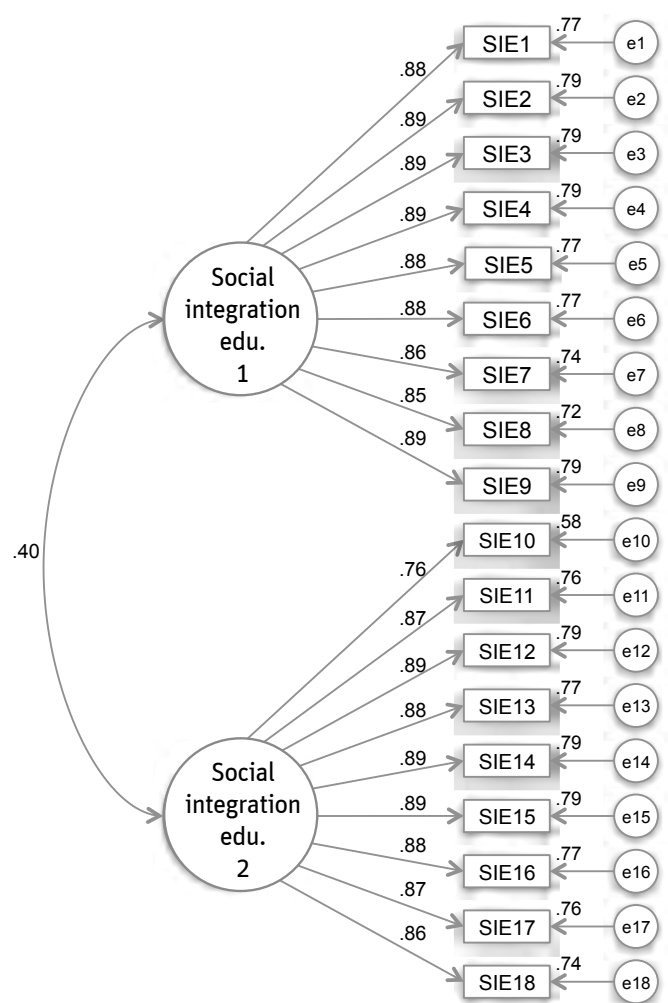 .77
SIE1
e1
.88
.79
SIE2
e2
.89
.79
SIE3
e3
.89
.79
SIE4
e4
.89
.77
SIE5
e5
.88
.77
SIE6
e6
.88
.74
SIE7
e7
.86
.72
SIE8
e8
.85
.79
SIE9
e9
.89
Social
integration
edu.
1
.40
.58
SIE10
e10
.76
.76
SIE11
e11
.87
.79
SIE12
e12
.89
.77
SIE13
e13
.88
.79
SIE14
e14
.89
.79
SIE15
e15
.89
.77
SIE16
e16
.88
.76
SIE17
e17
.87
.74
SIE18
e18
.86
Social
integration
edu.
2